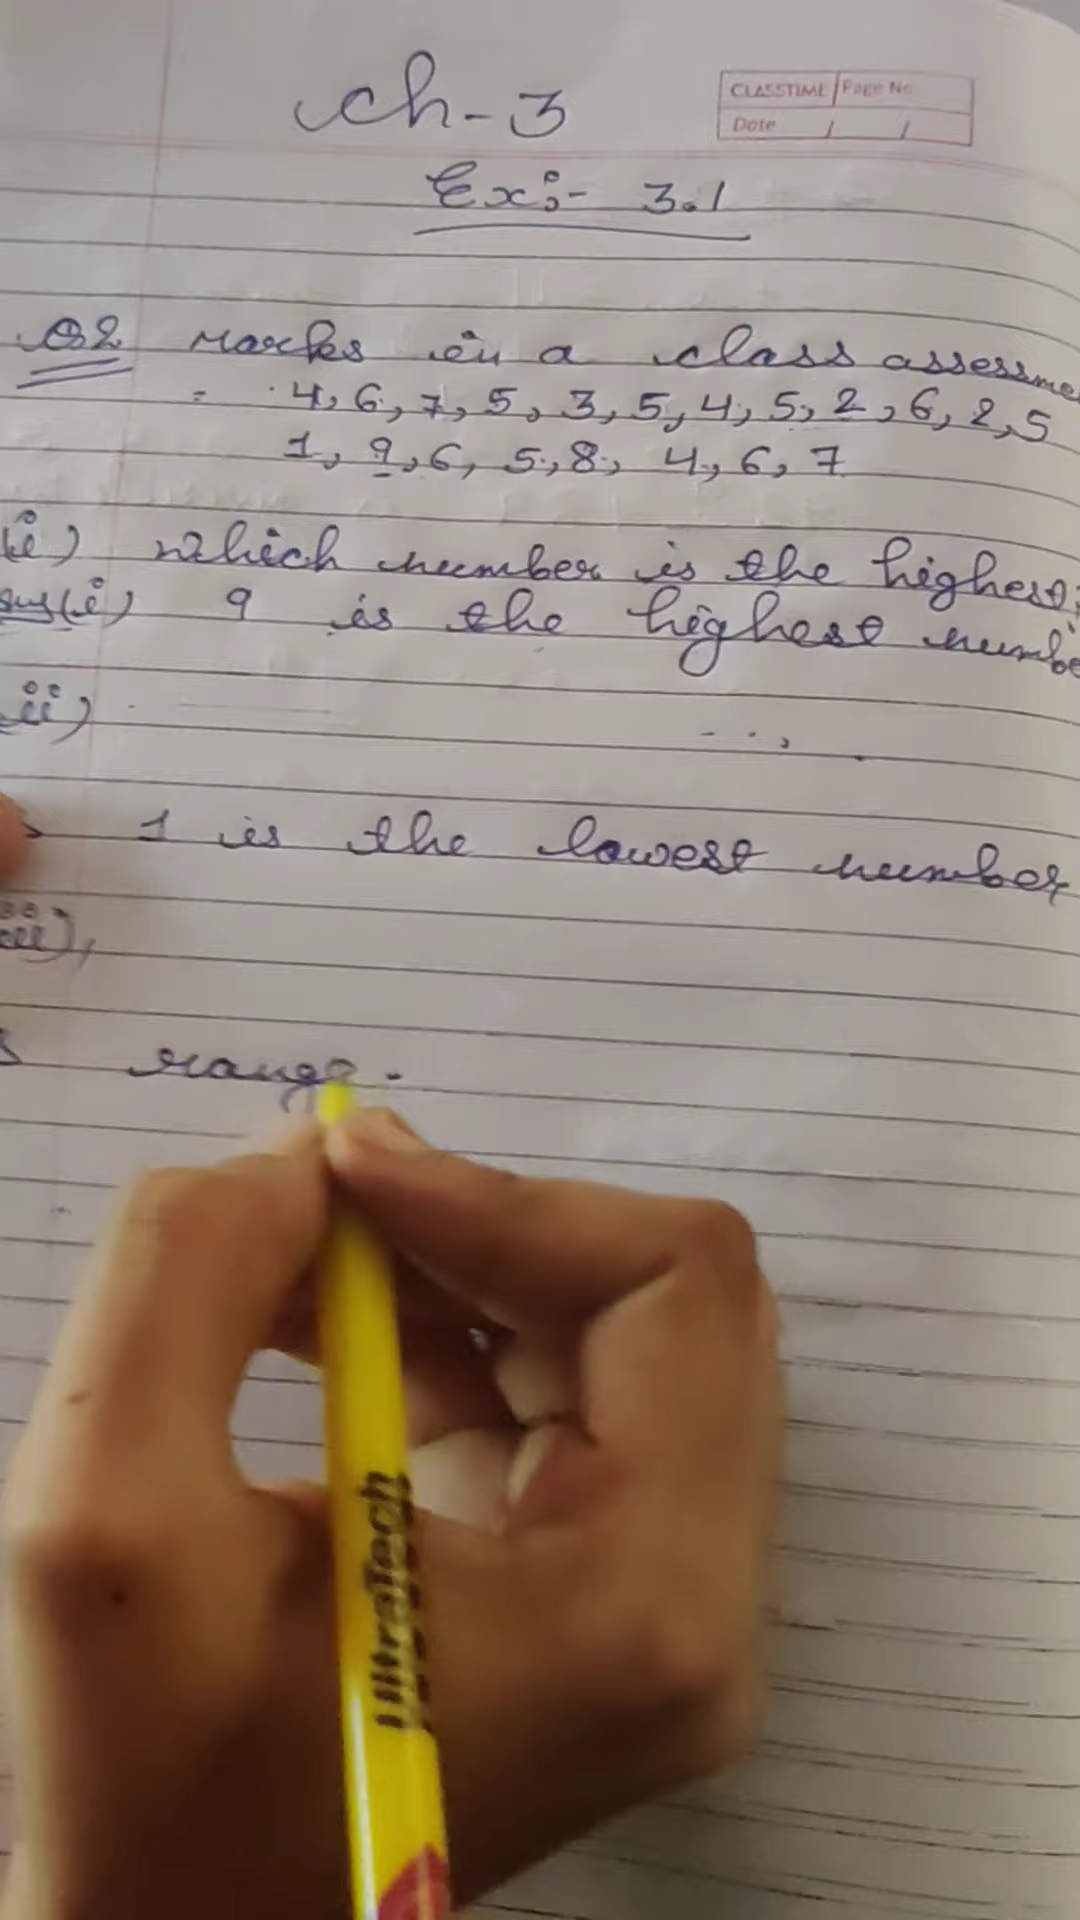 Ch-3
CLASSTIME Page No.
Date / /
Ex:- 3.1
Q2 Marks in a class assessme
= 4, 6, 7, 5, 3, 5, 4, 5, 2, 6, 2, 5
1, 9, 6, 5, 8, 4, 6, 7
(i) Which number is the highest
Ans(i) 9 is the highest numbe
ii)
1 is the lowest number
iii)
range
UltraTech